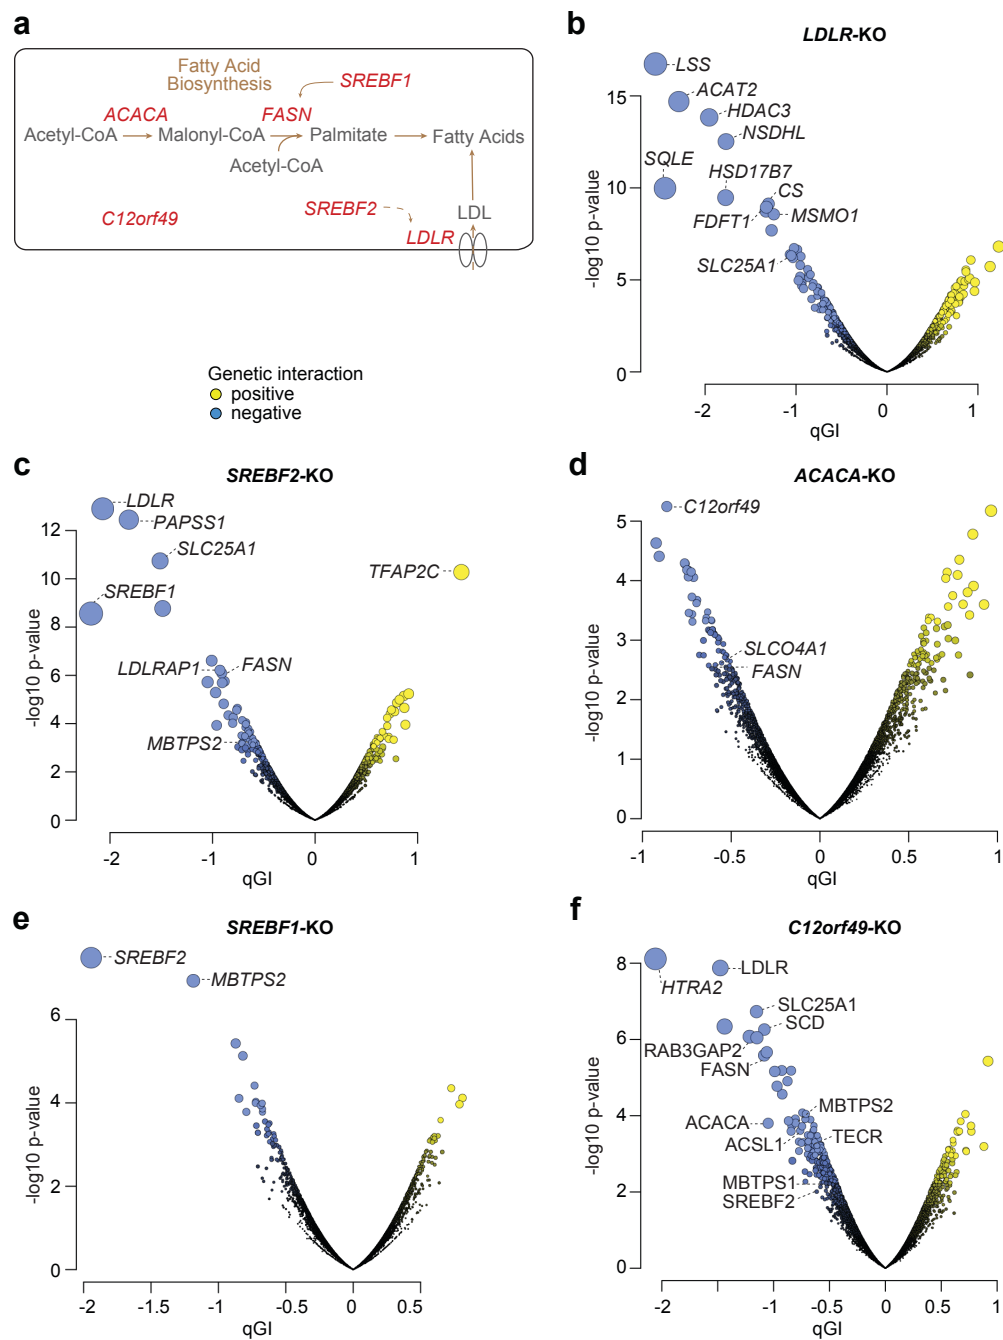 a
Fatty Acid
Biosynthesis
SREBF1
ACACA
FASN
Acetyl-CoA
Malonyl-CoA
Palmitate
Fatty Acids
Acetyl-CoA
C12orf49
SREBF2
LDL
LDLR
Genetic interaction
positive
negative
b
LDLR-KO
LSS
ACAT2
HDAC3
NSDHL
SQLE
HSD17B7
CS
FDFT1
MSMO1
SLC25A1
15
10
5
0
-log10 p-value
-2
-1
0
1
qGI
c
SREBF2-KO
LDLR
PAPSS1
SLC25A1
TFAP2C
SREBF1
LDLRAP1
FASN
MBTPS2
12
10
8
6
4
2
0
-log10 p-value
-2
-1
0
1
qGI
d
ACACA-KO
C12orf49
SLCO4A1
FASN
5
4
3
2
1
0
-log10 p-value
-1
-0.5
0
0.5
1
qGI
e
SREBF1-KO
SREBF2
MBTPS2
6
4
2
0
-log10 p-value
-2
-1
-0.5
0
0.5
qGI
f
C12orf49-KO
LDLR
HTRA2
SLC25A1
SCD
RAB3GAP2
FASN
MBTPS2
ACACA
ACSL1
TECR
MBTPS1
SREBF2
8
6
4
2
0
-log10 p-value
-2
-1
0
0.5
1
qGI